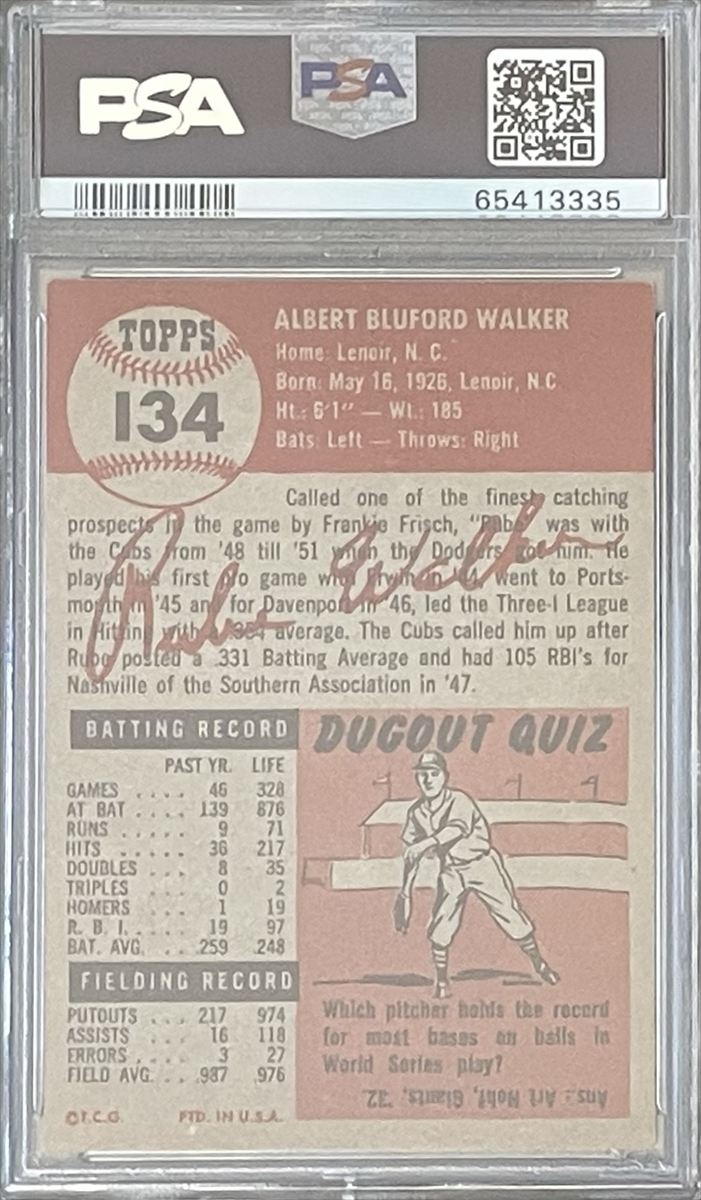 PSA PSA
65413335
TOPPS
134
ALBERT BLUFORD WALKER
Home: Lenoir, N. C.
Born: May 16, 1926, Lenoir, N.C.
Ht.: 6'1" — Wt.: 185
Bats: Left — Throws: Right
Called one of the finest catching
prospects in the game by Frankie Frisch, "Rube" was with
the Cubs from '48 till '51 when the Dodgers got him. He
played his first pro game with Erwin in '44, went to Ports-
mouth in '45 and for Davenport in '46, led the Three-I League
in Hitting with a .354 average. The Cubs called him up after
Rube posted a .331 Batting Average and had 105 RBI's for
Nashville of the Southern Association in '47.
Rube Walker
BATTING RECORD
PAST YR. LIFE
GAMES .... 46 328
AT BAT .... 139 876
RUNS ..... 9 71
HITS ..... 36 217
DOUBLES ... 8 35
TRIPLES ... 0 2
HOMERS ... 1 19
R. B. I. .... 19 97
BAT. AVG. .. .259 .248
FIELDING RECORD
PUTOUTS ... 217 974
ASSISTS ... 16 118
ERRORS .... 3 27
FIELD AVG. .. .987 .976
©T.C.G. PTD. IN U.S.A.
DUGOUT QUIZ
Which pitcher holds the record
for most bases on balls in
World Series play?
Ans.: Art Nehf, Giants, '32.